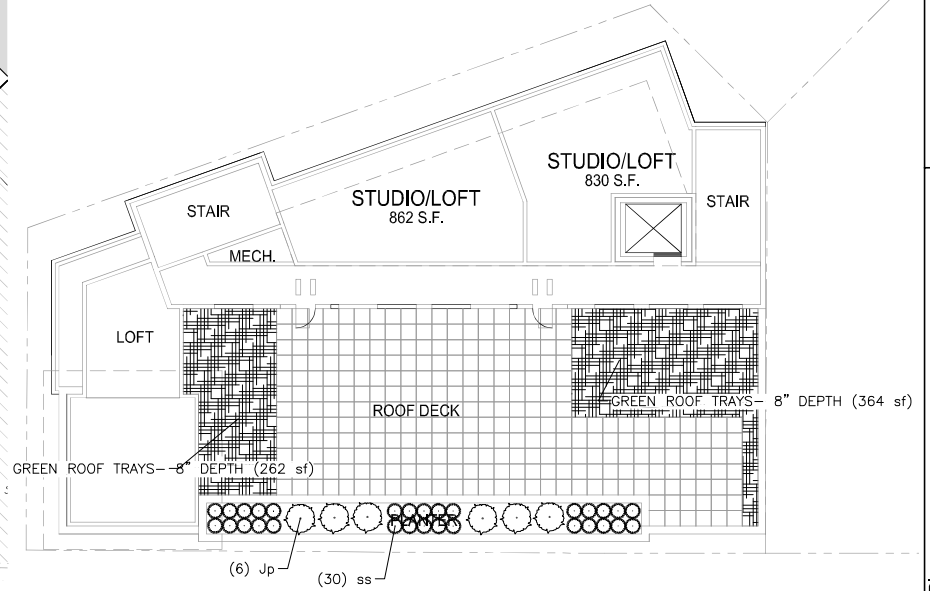 STUDIO/LOFT
830 S.F.
STUDIO/LOFT
862 S.F.
STAIR
STAIR
MECH.
LOFT
ROOF DECK
GREEN ROOF TRAYS– 8” DEPTH (364 sf)
GREEN ROOF TRAYS– 8” DEPTH (262 sf)
PLANTER
(6) Jp
(30) ss